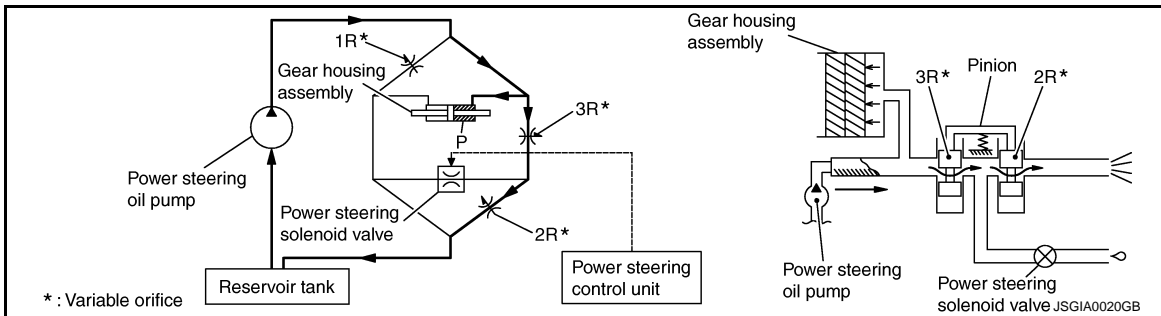 1R*
Gear housing
assembly
3R*
P
Power steering
oil pump
Power steering
solenoid valve
2R*
Reservoir tank
Power steering
control unit
* : Variable orifice
Gear housing
assembly
Pinion
3R*
2R*
Power steering
oil pump
Power steering
solenoid valve
JSGIA0020GB